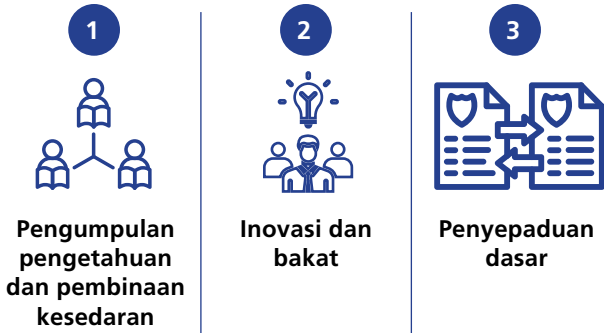 1
Pengumpulan
pengetahuan
dan pembinaan
kesedaran
2
Inovasi dan
bakat
3
Penyepaduan
dasar